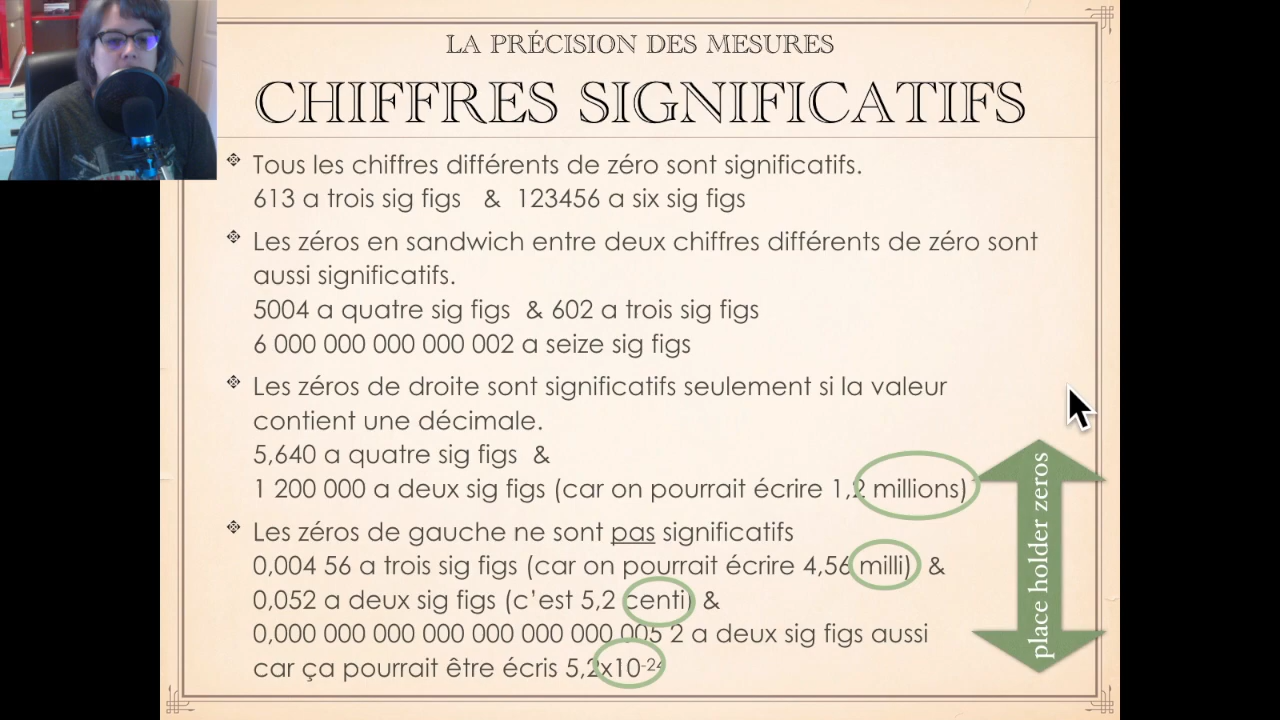 LA PRÉCISION DES MESURES
CHIFFRES SIGNIFICATIFS
Tous les chiffres différents de zéro sont significatifs.
613 a trois sig figs & 123456 a six sig figs
Les zéros en sandwich entre deux chiffres différents de zéro sont
aussi significatifs.
5004 a quatre sig figs & 602 a trois sig figs
6 000 000 000 000 002 a seize sig figs
Les zéros de droite sont significatifs seulement si la valeur
contient une décimale.
5,640 a quatre sig figs &
1 200 000 a deux sig figs (car on pourrait écrire 1,2 millions)
Les zéros de gauche ne sont pas significatifs
0,004 56 a trois sig figs (car on pourrait écrire 4,56 milli) &
0,052 a deux sig figs (c'est 5,2 centi) &
0,000 000 000 000 000 000 000 005 2 a deux sig figs aussi
car ça pourrait être écris 5,2x10⁻²⁴
place holder zeros